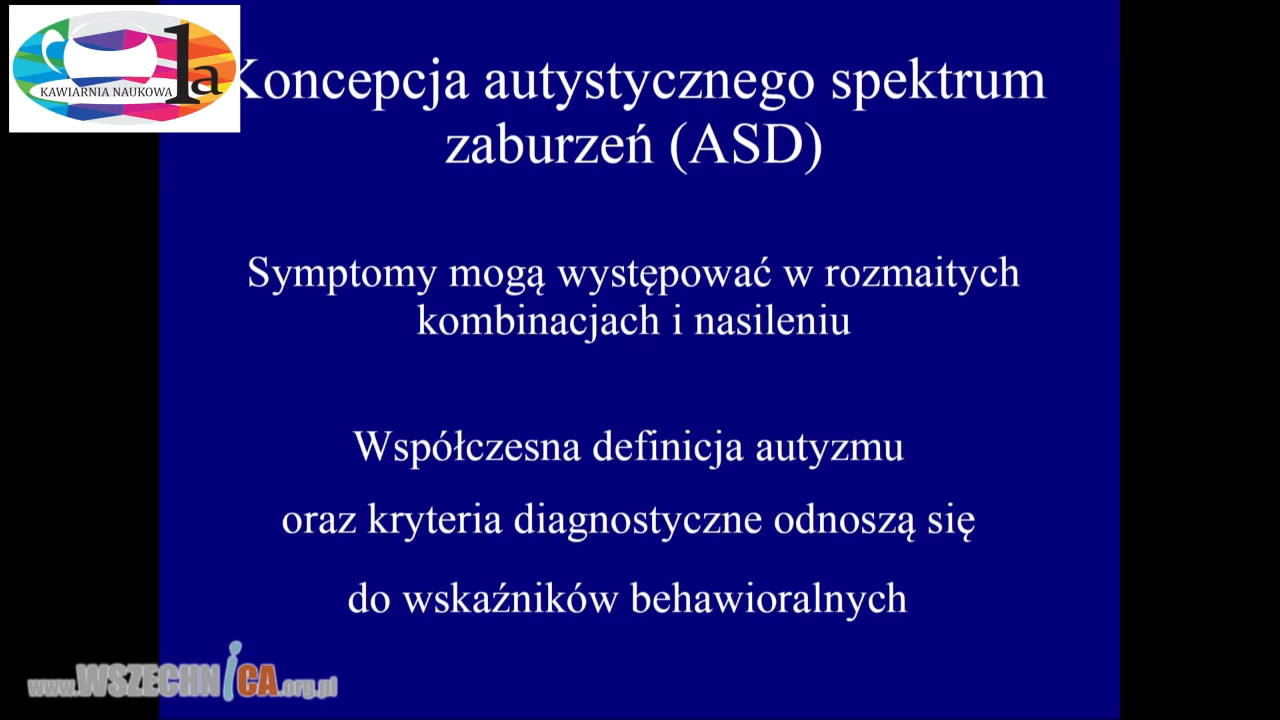 KAWIARNIA NAUKOWA 1a
Koncepcja autystycznego spektrum
zaburzeń (ASD)
Symptomy mogą występować w rozmaitych
kombinacjach i nasileniu
Współczesna definicja autyzmu
oraz kryteria diagnostyczne odnoszą się
do wskaźników behawioralnych
www.WSZECHNiCA.org.pl